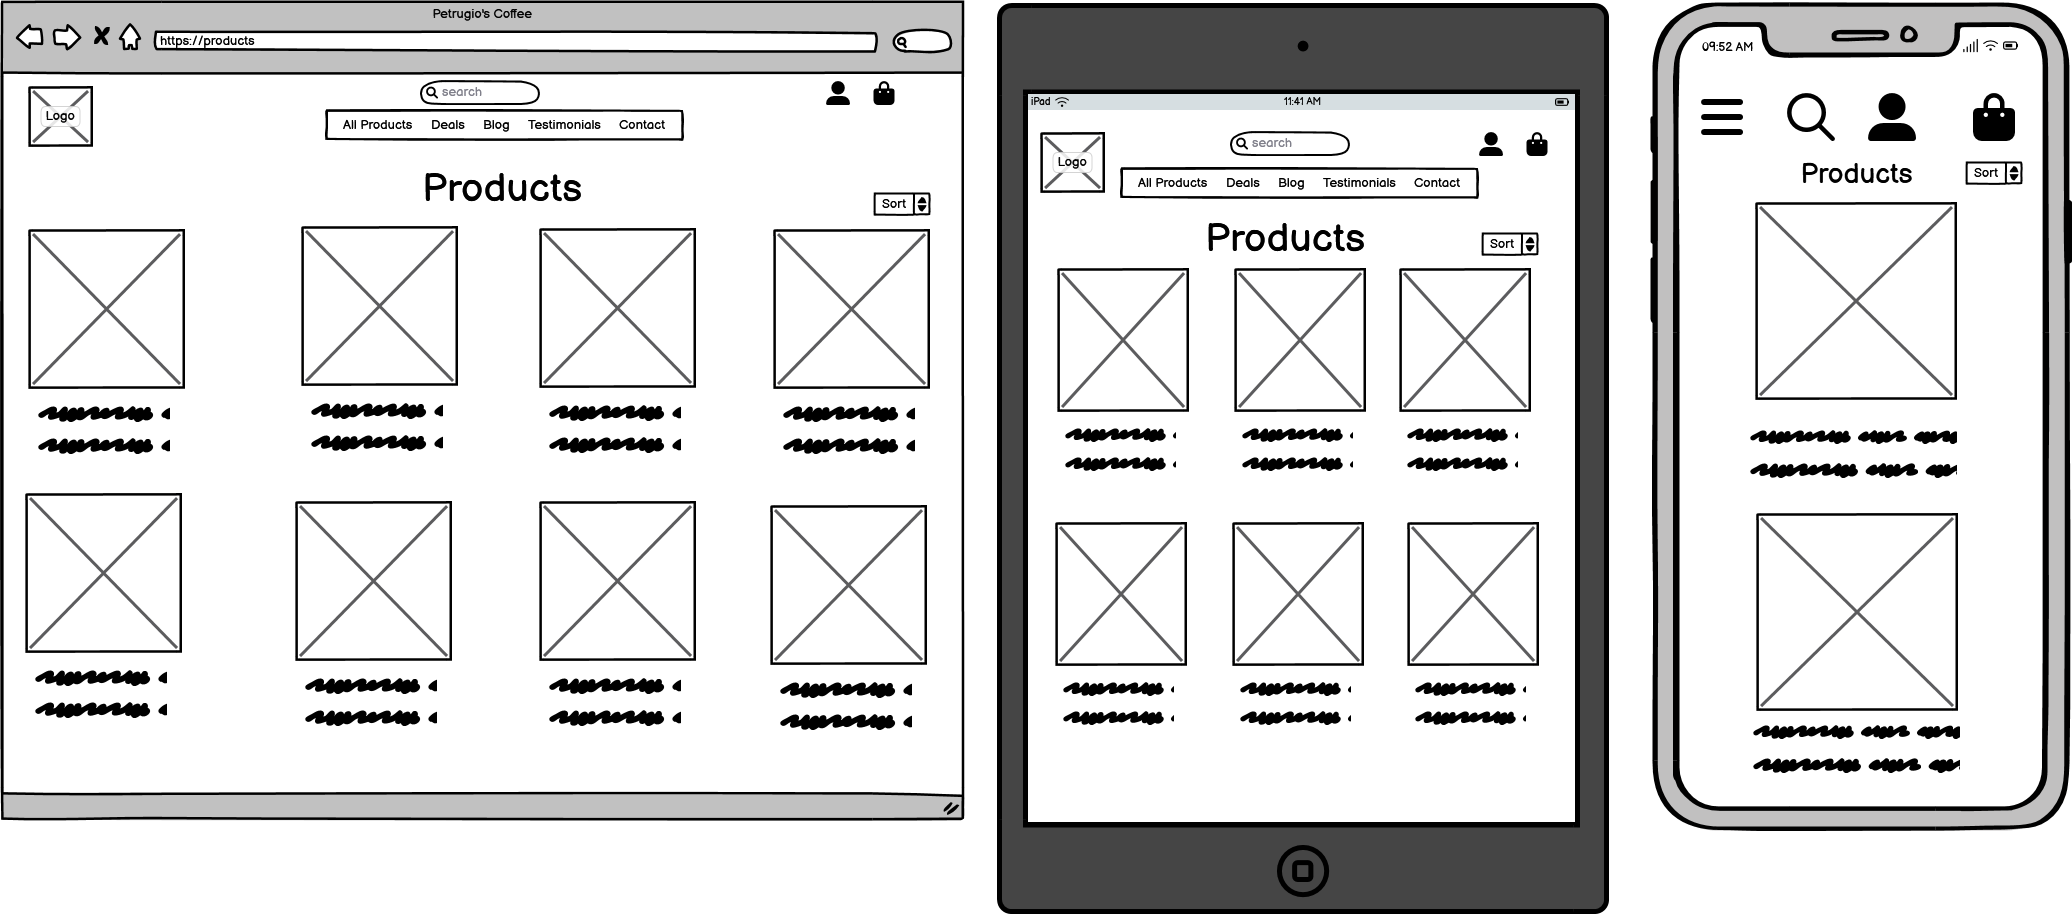 Petrugio's Coffee
https://products
search
Logo
All Products Deals Blog Testimonials Contact
Products
Sort
iPad 11:41 AM
search
Logo
All Products Deals Blog Testimonials Contact
Products
Sort
09:52 AM
Products Sort